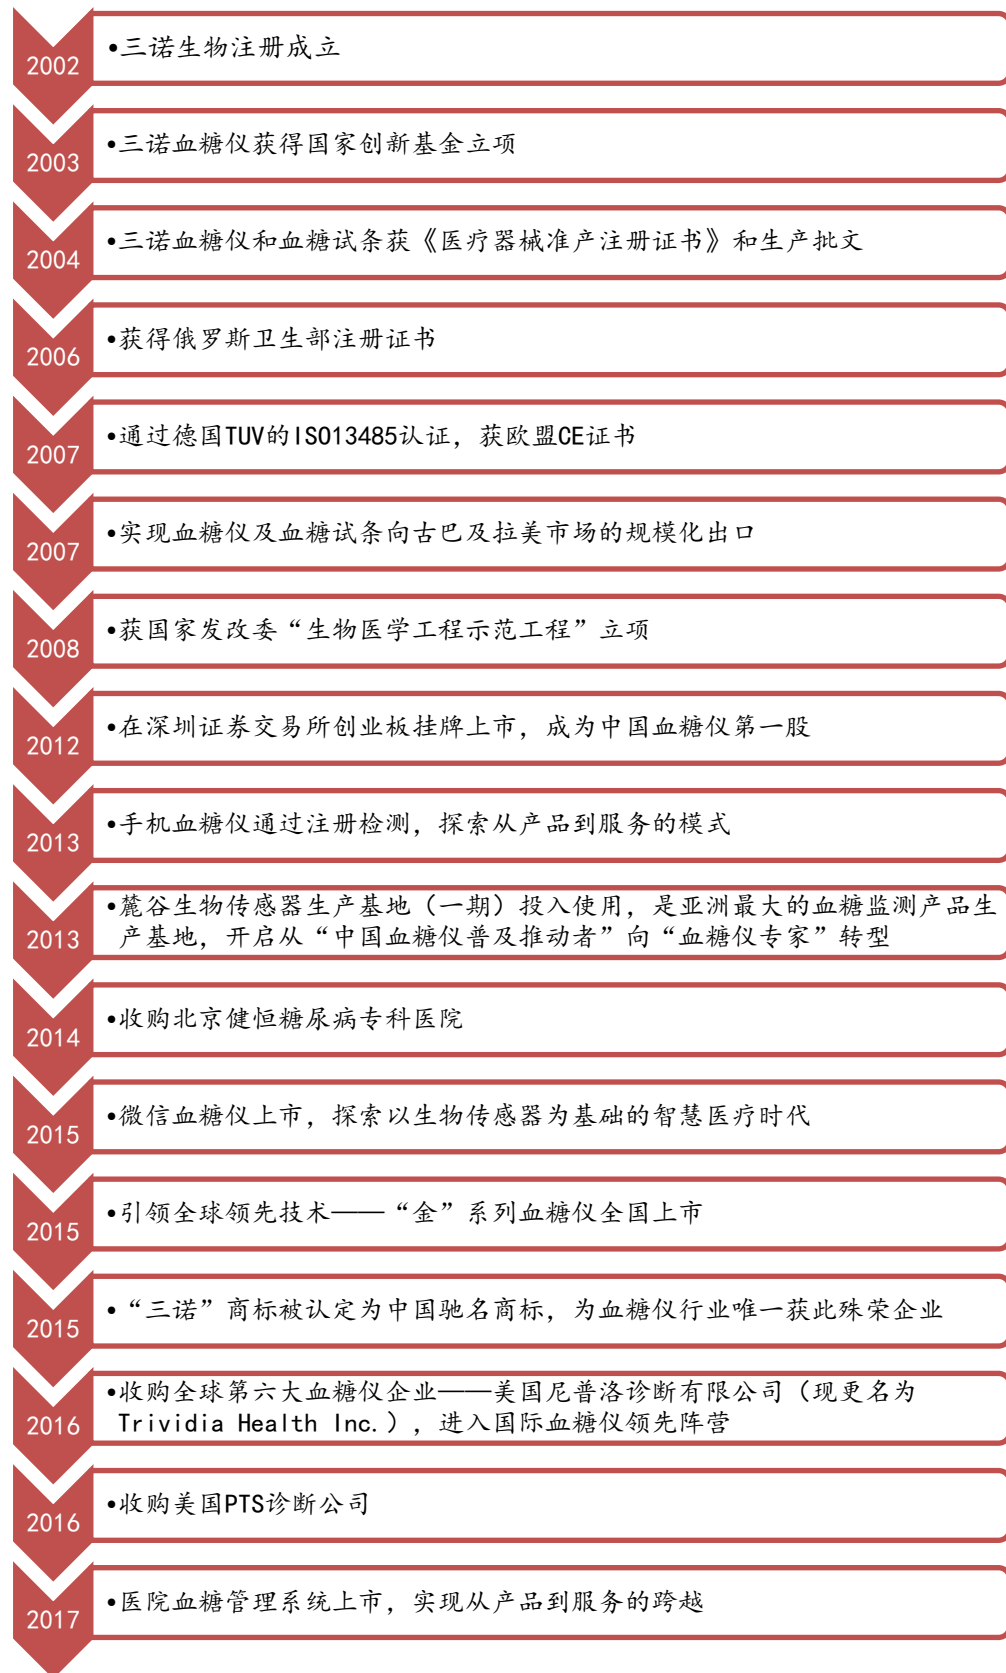 2002
•三诺生物注册成立
2003
•三诺血糖仪获得国家创新基金立项
2004
•三诺血糖仪和血糖试条获《医疗器械准产注册证书》和生产批文
2006
•获得俄罗斯卫生部注册证书
2007
•通过德国TUV的ISO13485认证，获欧盟CE证书
2007
•实现血糖仪及血糖试条向古巴及拉美市场的规模化出口
2008
•获国家发改委“生物医学工程示范工程”立项
2012
•在深圳证券交易所创业板挂牌上市，成为中国血糖仪第一股
2013
•手机血糖仪通过注册检测，探索从产品到服务的模式
2013
•麓谷生物传感器生产基地（一期）投入使用，是亚洲最大的血糖监测产品生
产基地，开启从“中国血糖仪普及推动者”向“血糖仪专家”转型
2014
•收购北京健恒糖尿病专科医院
2015
•微信血糖仪上市，探索以生物传感器为基础的智慧医疗时代
2015
•引领全球领先技术——“金”系列血糖仪全国上市
2015
•“三诺”商标被认定为中国驰名商标，为血糖仪行业唯一获此殊荣企业
2016
•收购全球第六大血糖仪企业——美国尼普洛诊断有限公司（现更名为
Trividia Health Inc.），进入国际血糖仪领先阵营
2016
•收购美国PTS诊断公司
2017
•医院血糖管理系统上市，实现从产品到服务的跨越